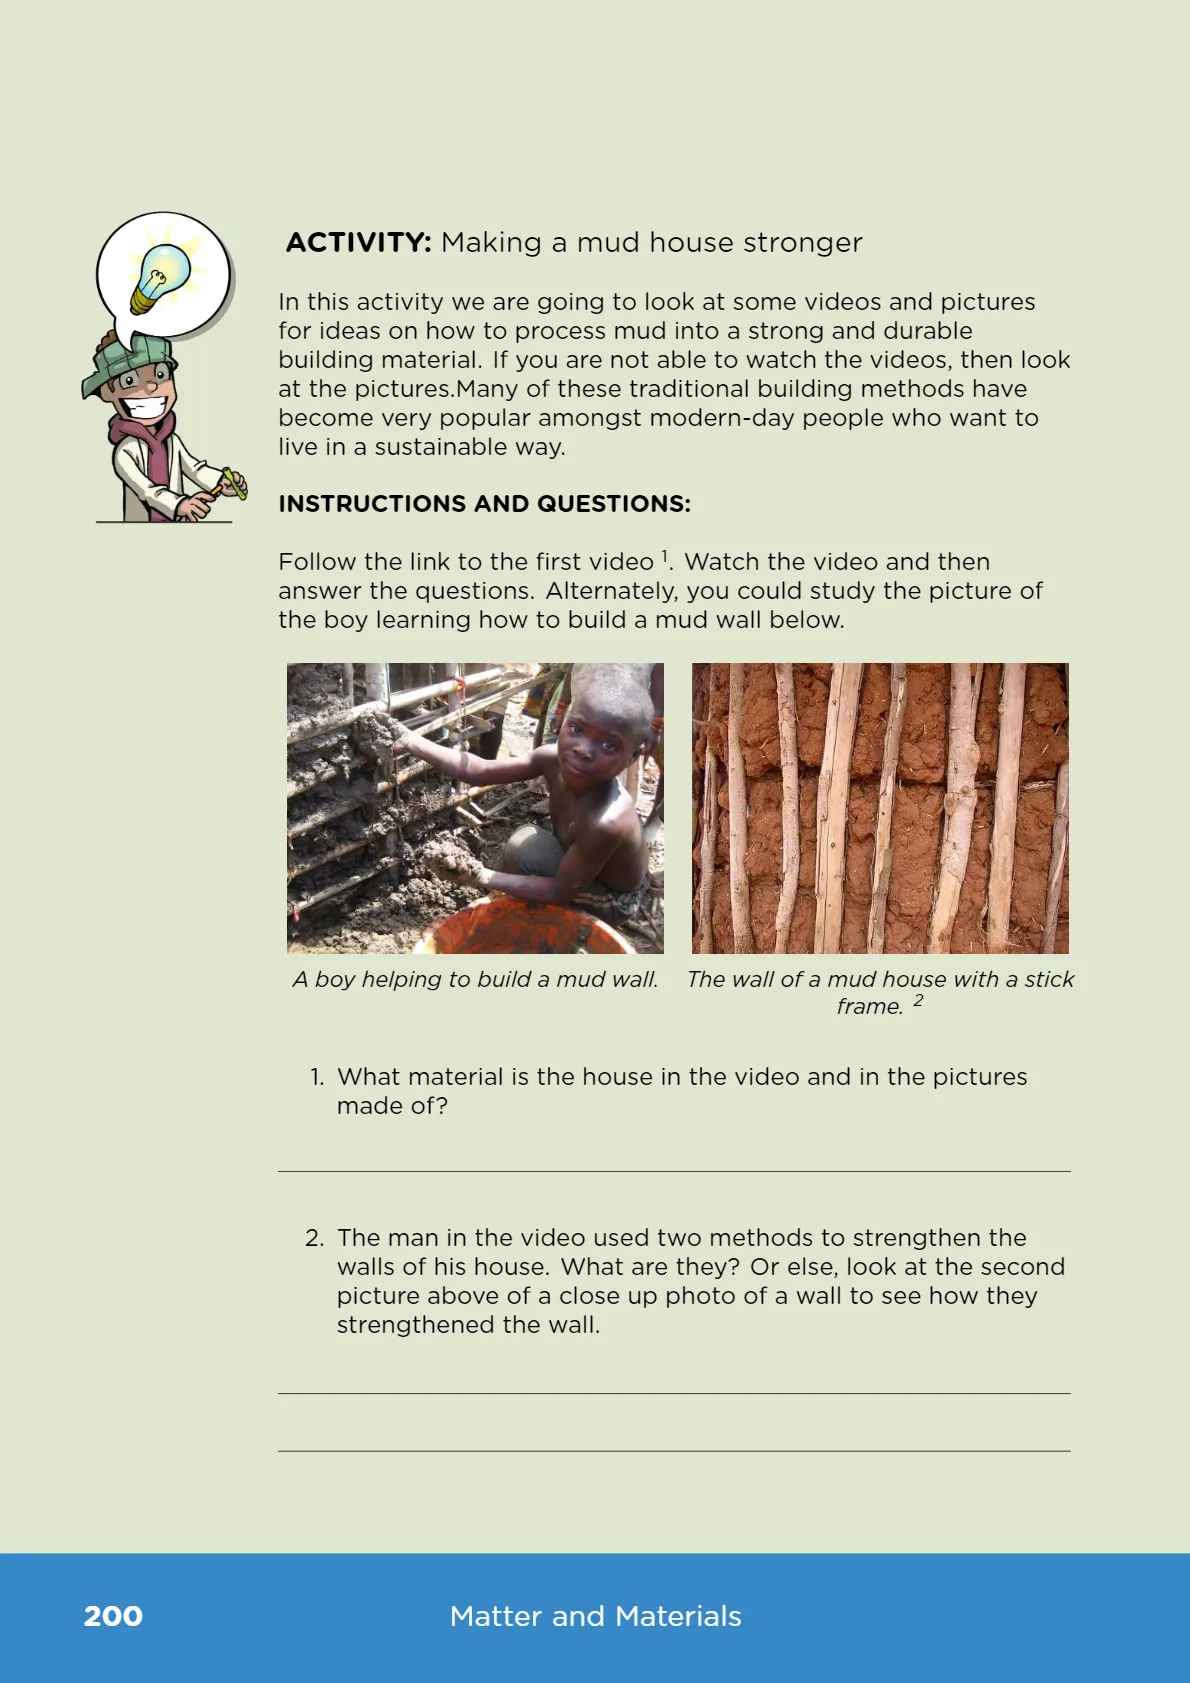 ACTIVITY: Making a mud house stronger
In this activity we are going to look at some videos and pictures
for ideas on how to process mud into a strong and durable
building material. If you are not able to watch the videos, then look
at the pictures.Many of these traditional building methods have
become very popular amongst modern-day people who want to
live in a sustainable way.
INSTRUCTIONS AND QUESTIONS:
Follow the link to the first video 1. Watch the video and then
answer the questions. Alternately, you could study the picture of
the boy learning how to build a mud wall below.
A boy helping to build a mud wall.
The wall of a mud house with a stick
frame. 2
1. What material is the house in the video and in the pictures
made of?
2. The man in the video used two methods to strengthen the
walls of his house. What are they? Or else, look at the second
picture above of a close up photo of a wall to see how they
strengthened the wall.
200
Matter and Materials